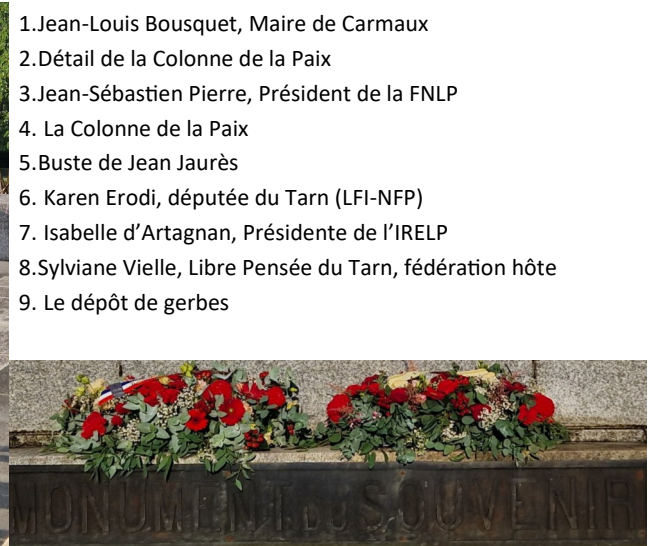 1.Jean-Louis Bousquet, Maire de Carmaux
2.Détail de la Colonne de la Paix
3.Jean-Sébastien Pierre, Président de la FNLP
4. La Colonne de la Paix
5.Buste de Jean Jaurès
6. Karen Erodi, députée du Tarn (LFI-NFP)
7. Isabelle d’Artagnan, Présidente de l’IRELP
8.Sylviane Vielle, Libre Pensée du Tarn, fédération hôte
9. Le dépôt de gerbes
MONUMENT DU SOUVENIR